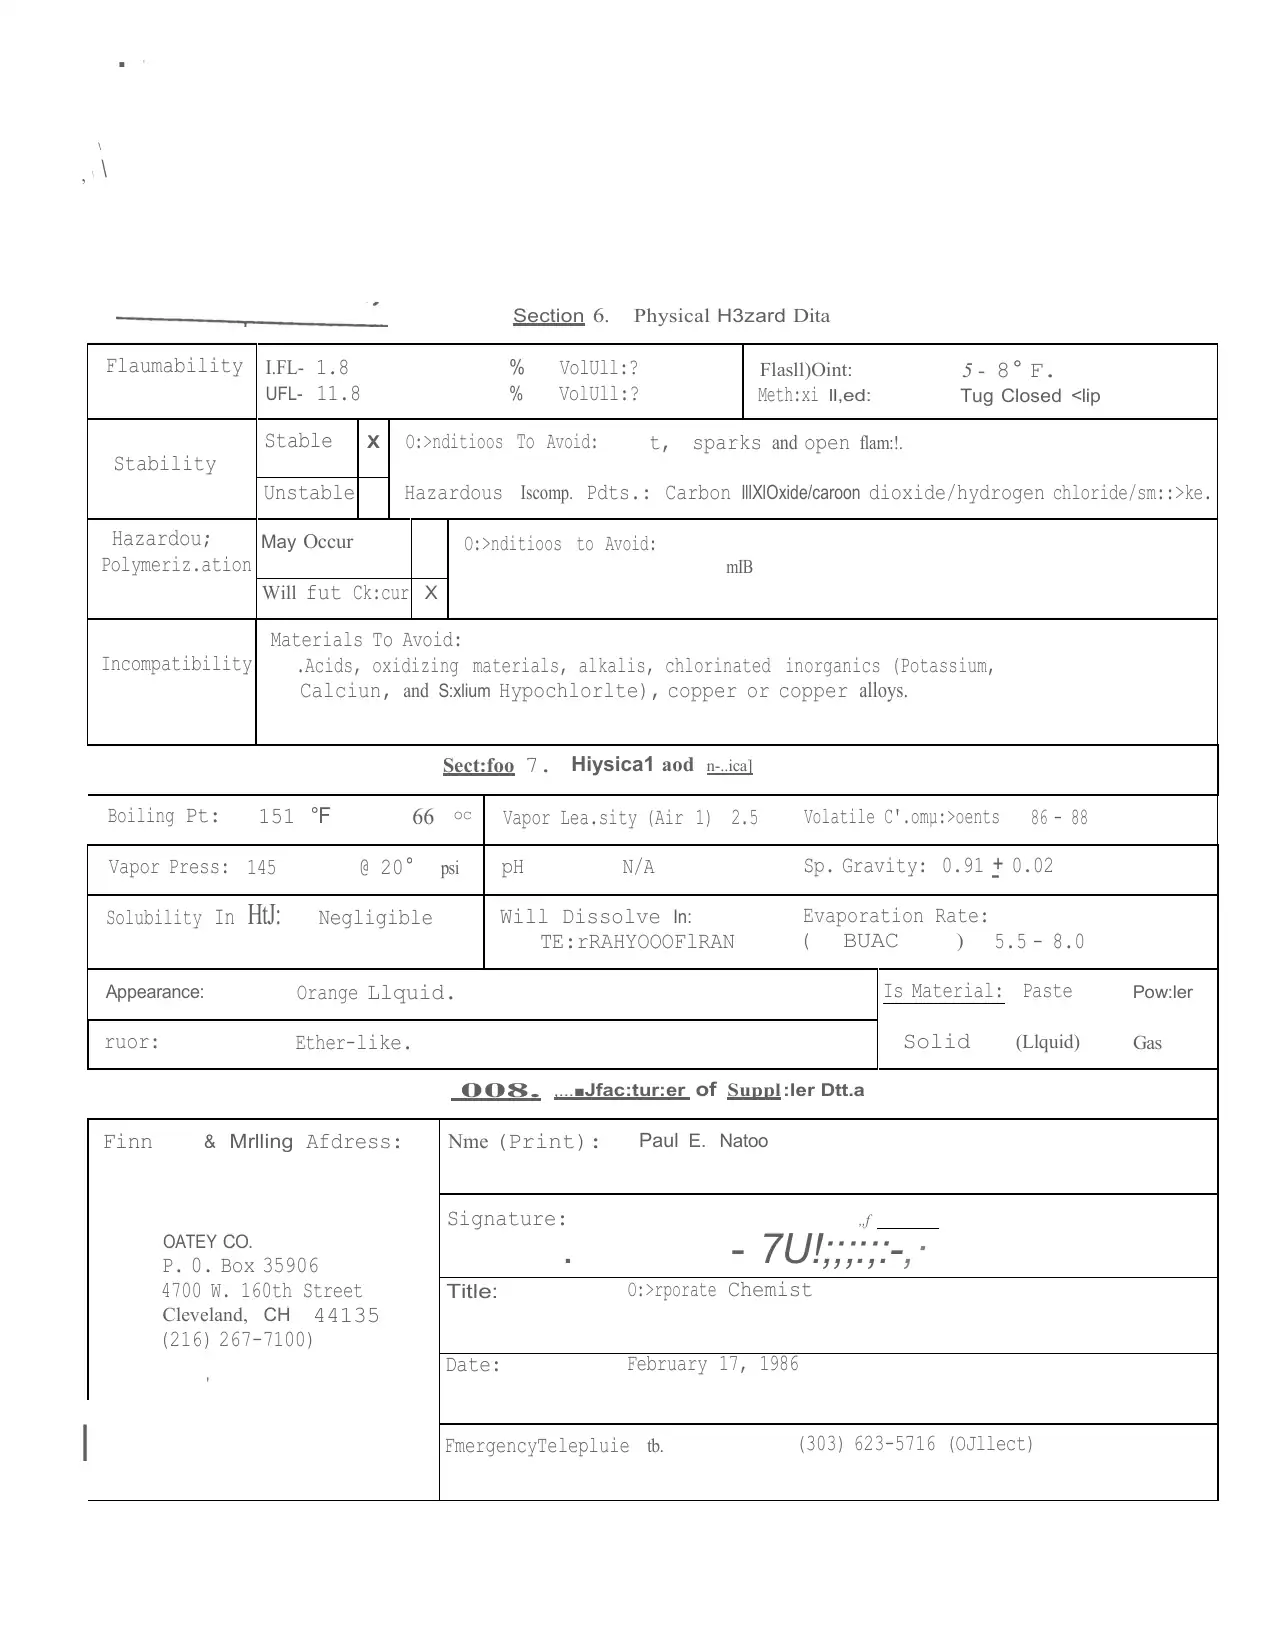 Section 6. Physical H3zard Dita
Flaumability I.FL- 1.8 % VolUll:? Flasll)Oint: 5 - 8° F.
UFL- 11.8 % VolUll:? Meth:xi II,ed: Tug Closed <lip
Stable X O:>nditioos To Avoid: t, sparks and open flam:!.
Stability
Unstable Hazardous Iscomp. Pdts.: Carbon lllXlOxide/caroon dioxide/hydrogen chloride/sm::>ke.
Hazardou; May Occur O:>nditioos to Avoid:
Polymeriz.ation mIB
Will fut Ck:cur X
Materials To Avoid:
Incompatibility .Acids, oxidizing materials, alkalis, chlorinated inorganics (Potassium,
Calciun, and S:xlium Hypochlorlte), copper or copper alloys.
Sect:foo 7. Hiysica1 aod n-..ica]
Boiling Pt: 151 °F 66 oc Vapor Lea.sity (Air 1) 2.5 Volatile C'.omµ:>oents 86 - 88
Vapor Press: 145 @ 20° psi pH N/A Sp. Gravity: 0.91 ± 0.02
Solubility In HtJ: Negligible Will Dissolve In: Evaporation Rate:
TE:rRAHYOOOFlRAN ( BUAC ) 5.5 - 8.0
Appearance: Orange Llquid. Is Material: Paste Pow:ler
ruor: Ether-like. Solid (Llquid) Gas
008. ....■Jfac:tur:er of Suppl:ler Dtt.a
Finn & Mrlling Afdress: Nme (Print): Paul E. Natoo
Signature: .,f
. - 7U!;;;:;:-,·
OATEY CO.
P. 0. Box 35906
4700 W. 160th Street Title: O:>rporate Chemist
Cleveland, CH 44135
(216) 267-7100)
Date: February 17, 1986
FmergencyTelepluie tb. (303) 623-5716 (OJllect)